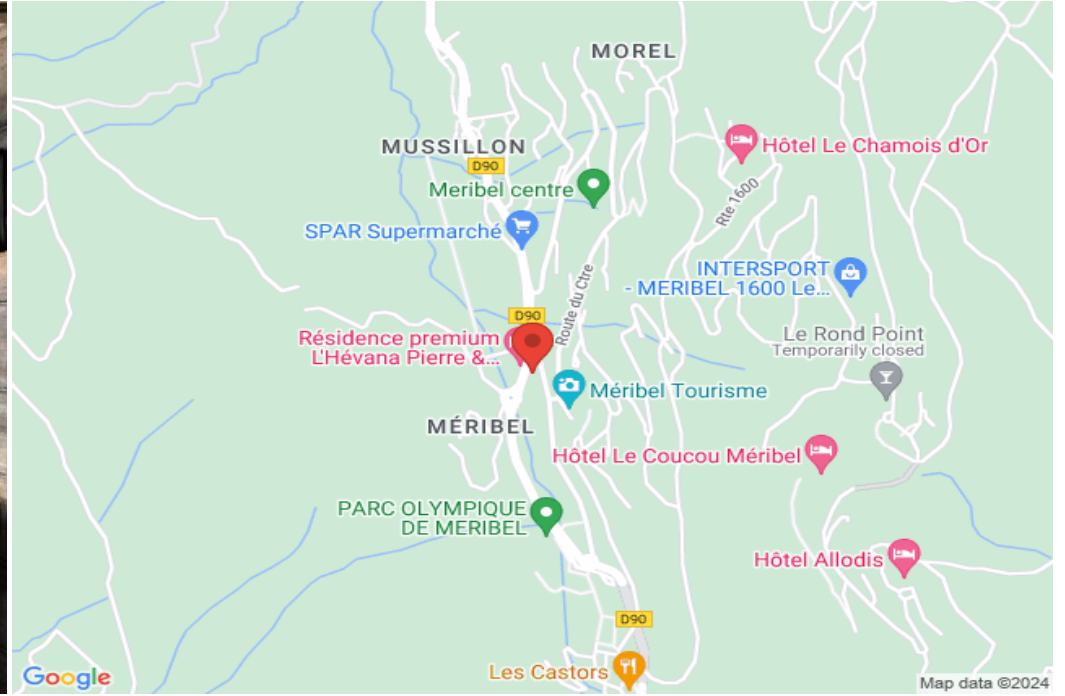 MOREL
MUSSILLON
Hôtel Le Chamois d'Or
D90
Meribel centre
Rte 1600
SPAR Supermarché
INTERSPORT
- MERIBEL 1600 Le...
Route du Ctre
D90
Résidence premium
L'Hévana Pierre &...
Le Rond Point
Temporarily closed
Méribel Tourisme
MÉRIBEL
Hôtel Le Coucou Méribel
PARC OLYMPIQUE
DE MERIBEL
Hôtel Allodis
D90
Les Castors
Google
Map data ©2024